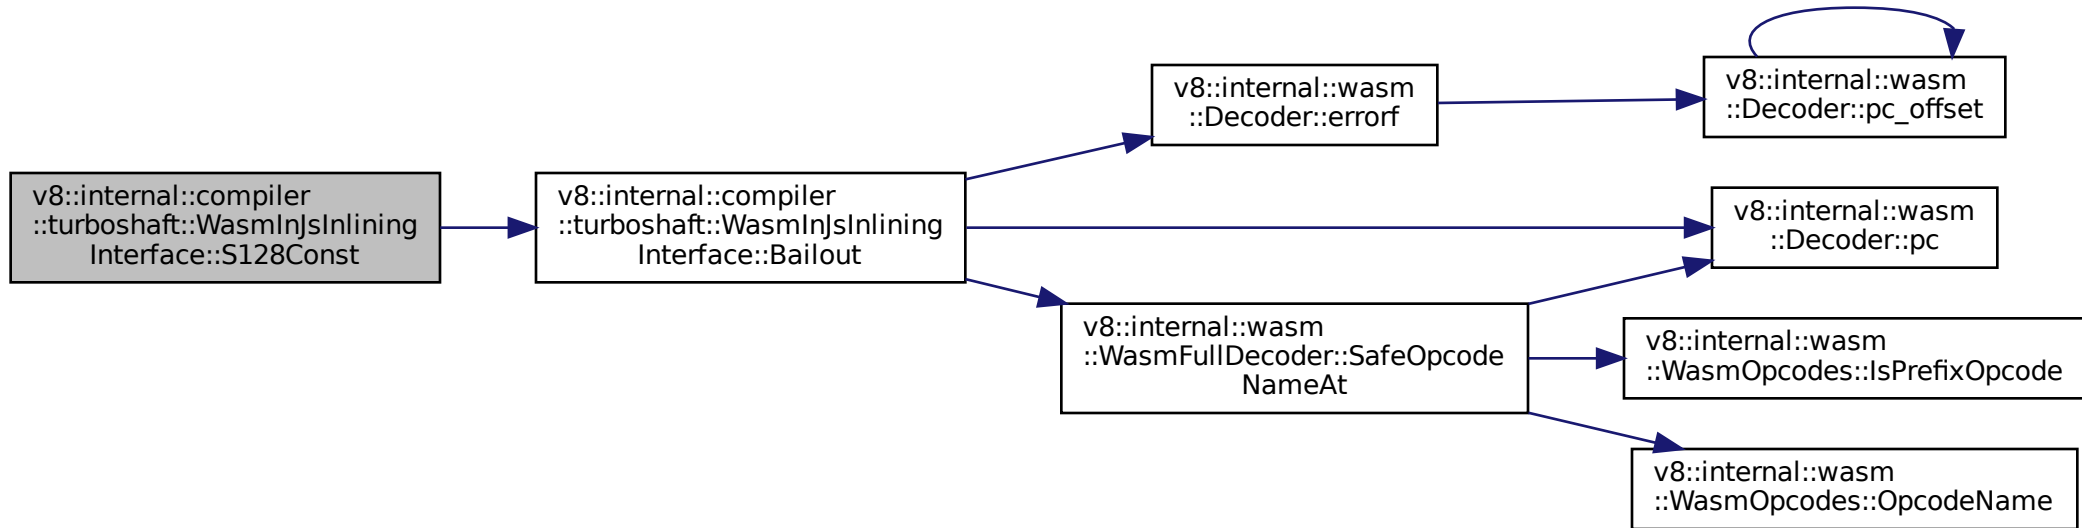 v8::internal::compiler
::turboshaft::WasmInJsInlining
Interface::S128Const
v8::internal::compiler
::turboshaft::WasmInJsInlining
Interface::Bailout
v8::internal::wasm
::Decoder::errorf
v8::internal::wasm
::Decoder::pc_offset
v8::internal::wasm
::Decoder::pc
v8::internal::wasm
::WasmFullDecoder::SafeOpcode
NameAt
v8::internal::wasm
::WasmOpcodes::IsPrefixOpcode
v8::internal::wasm
::WasmOpcodes::OpcodeName